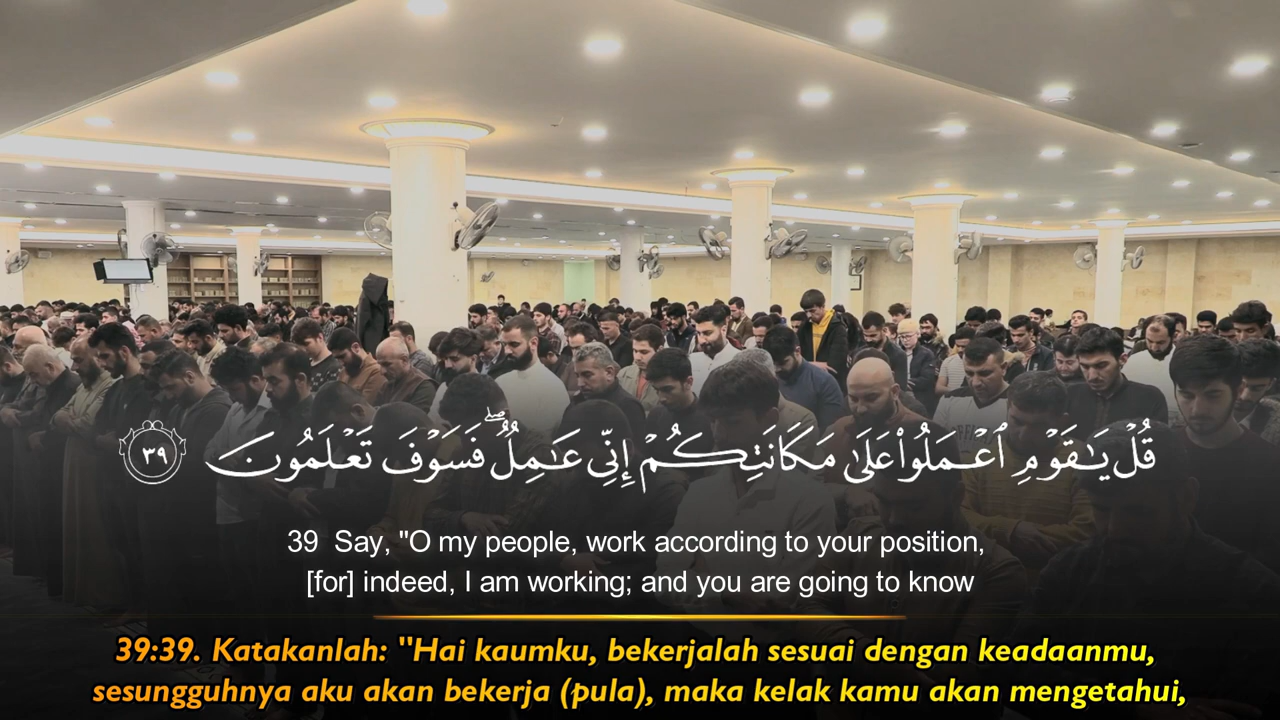 قُلْ يَـٰقَوْمِ ٱعْمَلُوا۟ عَلَىٰ مَكَانَتِكُمْ إِنِّى عَـٰمِلٌۭ ۖ فَسَوْفَ تَعْلَمُونَ ٣٩
39 Say, "O my people, work according to your position,
[for] indeed, I am working; and you are going to know
39:39. Katakanlah: "Hai kaumku, bekerjalah sesuai dengan keadaanmu,
sesungguhnya aku akan bekerja (pula), maka kelak kamu akan mengetahui,